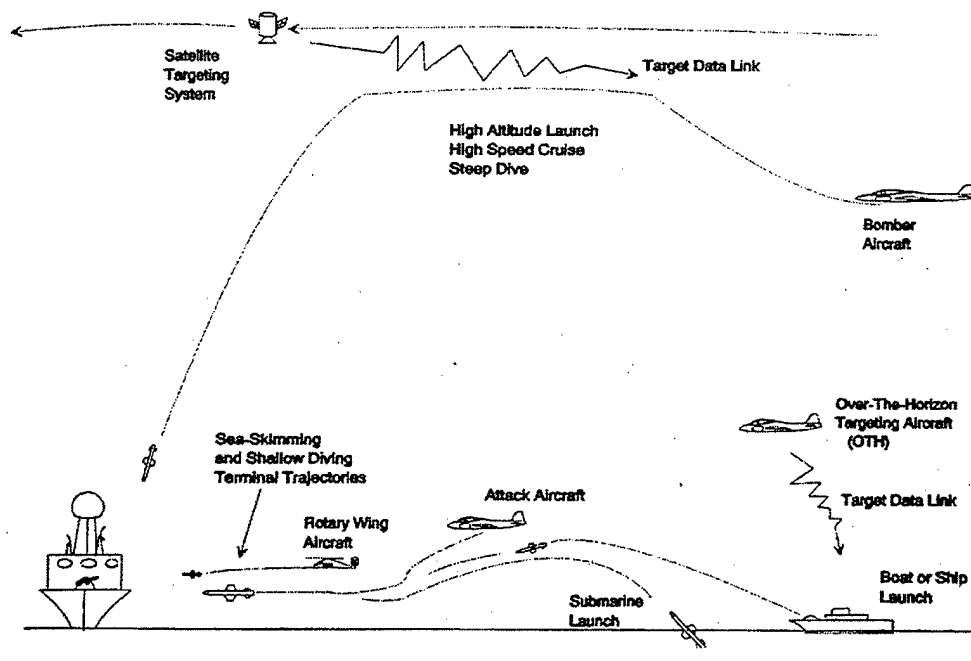 Satellite
Targeting
System
Target Data Link
High Altitude Launch
High Speed Cruise
Steep Dive
Bomber
Aircraft
Over-The-Horizon
Targeting Aircraft
(OTH)
Target Data Link
Sea-Skimming
and Shallow Diving
Terminal Trajectories
Attack Aircraft
Rotary Wing
Aircraft
Submarine
Launch
Boat or Ship
Launch